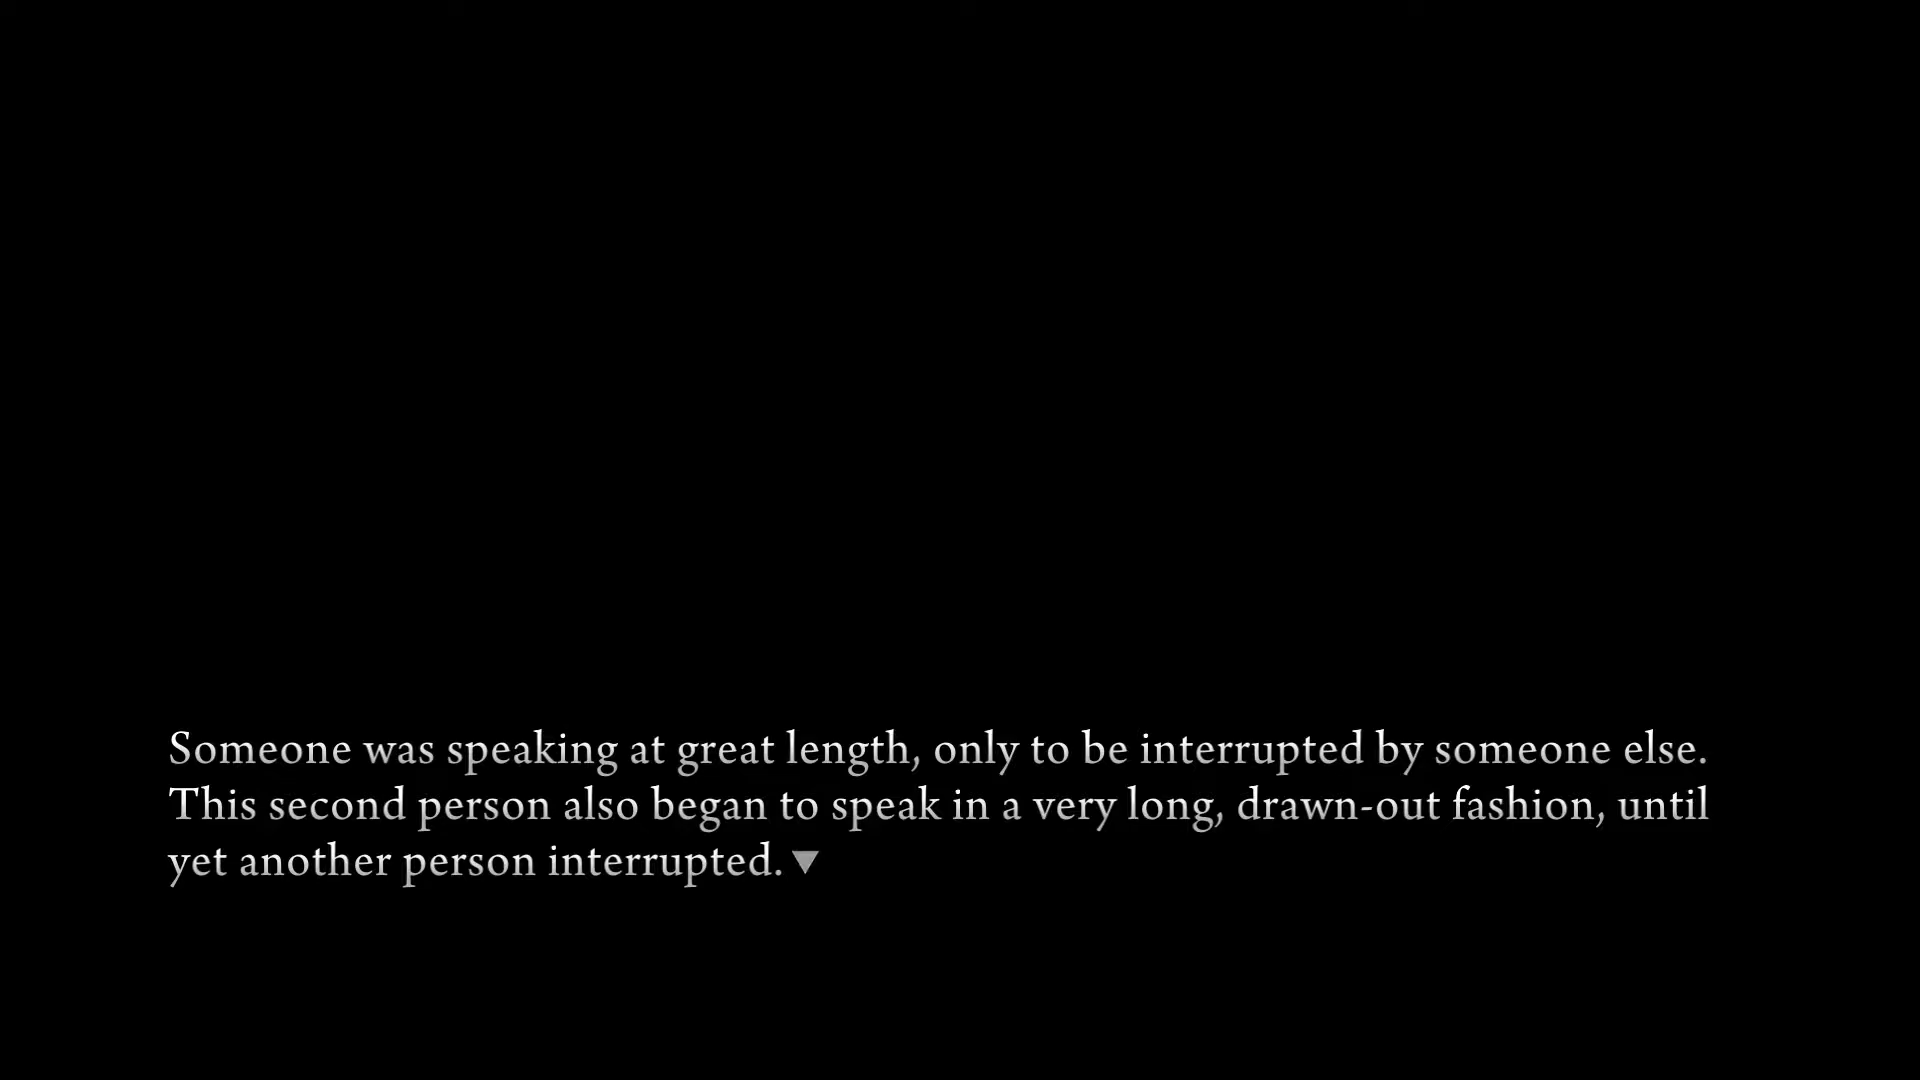 Someone was speaking at great length, only to be interrupted by someone else.
This second person also began to speak in a very long, drawn-out fashion, until
yet another person interrupted.